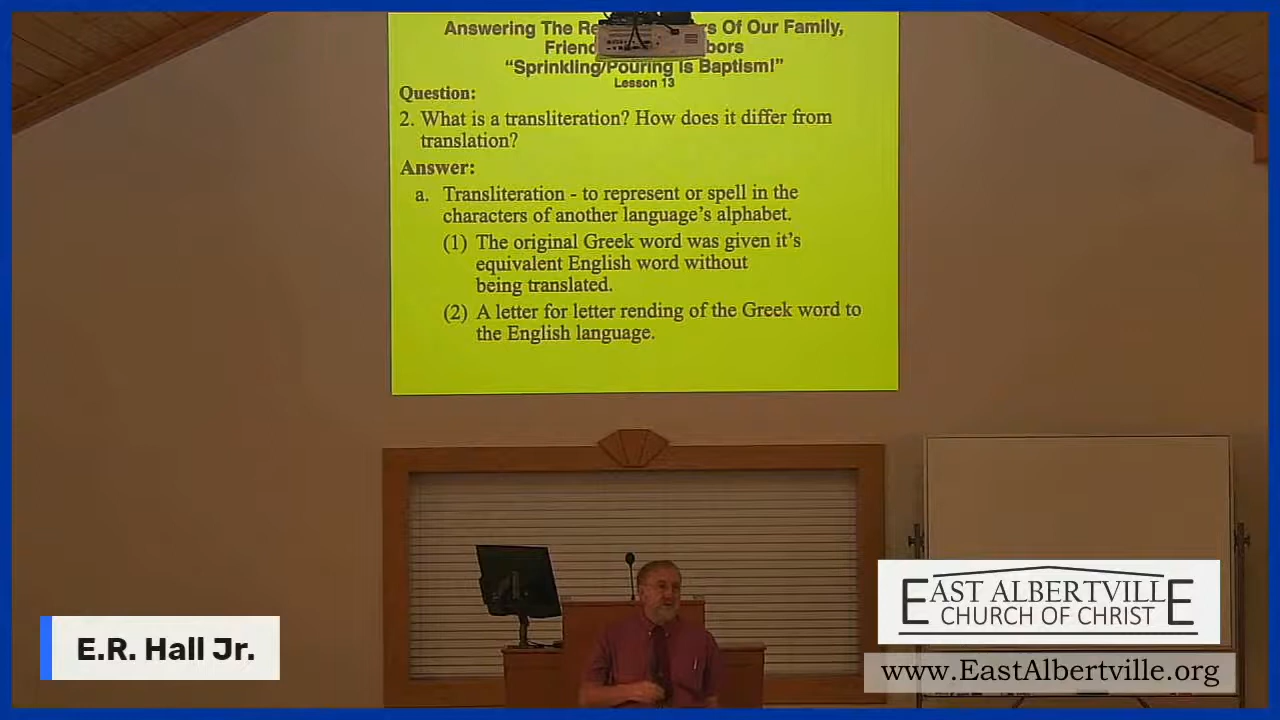 Answering The Re rs Of Our Family,
Frien bors
“Sprinkling/Pouring Is Baptism!”
Lesson 13
Question:
2. What is a transliteration? How does it differ from
translation?
Answer:
a. Transliteration - to represent or spell in the
characters of another language’s alphabet.
(1) The original Greek word was given it’s
equivalent English word without
being translated.
(2) A letter for letter rending of the Greek word to
the English language.
EAST ALBERTVILLE
CHURCH OF CHRIST
E.R. Hall Jr.
www.EastAlbertville.org